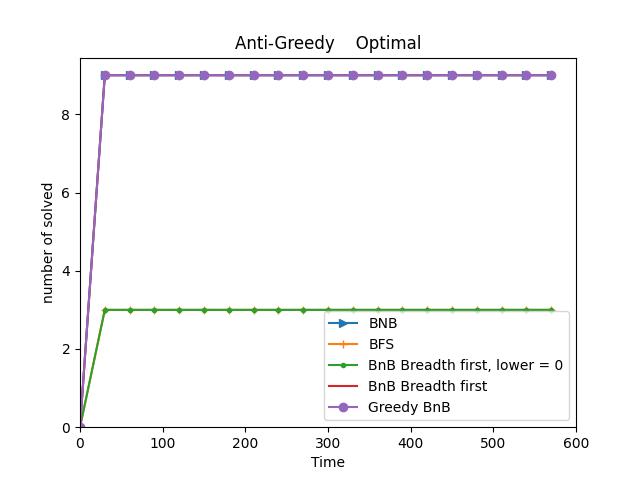 Anti-Greedy    Optimal
number of solved
8
6
4
2
0
0 100 200 300 400 500 600
Time
BNB
BFS
BnB Breadth first, lower = 0
BnB Breadth first
Greedy BnB